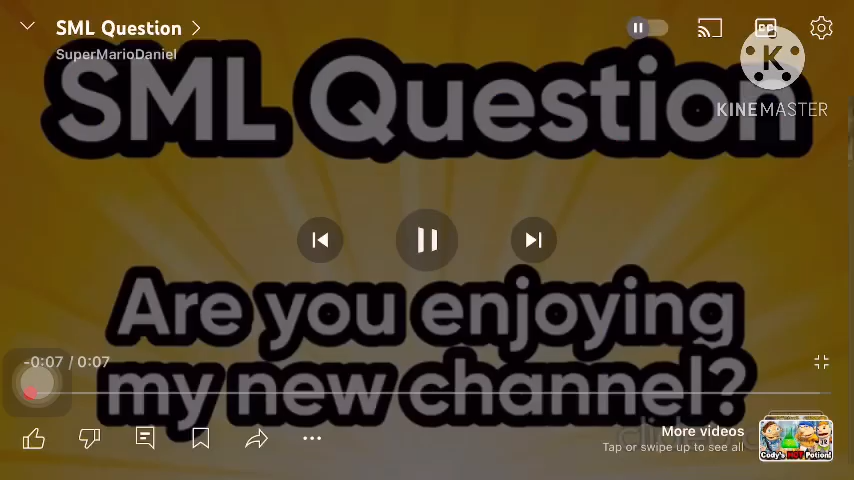 SML Question
SuperMarioDaniel
KINEMASTER
SML Question
Are you enjoying
my new channel?
-0:07 / 0:07
More videos
Tap or swipe up to see all
Cody's HOT Potion!